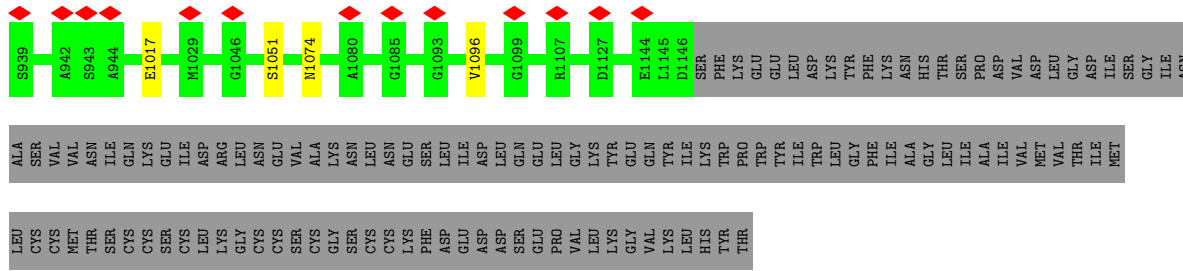 S939 A942 S943 A944 E1017 M1029 G1046 S1051 N1074 A1080 G1085 G1093 V1096 G1099 R1107 D1127 E1144 L1145 D1146 SER PHE LYS GLU GLU LEU ASP LYS TYR PHE LYS ASN HIS THR SER PRO ASP VAL ASP LEU GLY ASP ILE SER GLY ILE ASN
ALA SER VAL VAL ASN ILE GLN LYS GLU ILE ASP ARG LEU ASN GLU VAL ALA LYS ASN LEU ASN GLU SER LEU ILE ASP LEU GLN GLU LEU GLY LYS TYR GLU GLN TYR ILE LYS TRP PRO TRP TYR ILE TRP LEU GLY PHE ILE ALA GLY LEU ILE ALA ILE VAL MET VAL THR ILE MET
LEU CYS CYS MET THR SER CYS CYS SER CYS LEU LYS GLY CYS CYS SER CYS GLY SER CYS CYS LYS PHE ASP GLU ASP ASP SER GLU PRO VAL LEU LYS GLY VAL LYS LEU HIS TYR THR